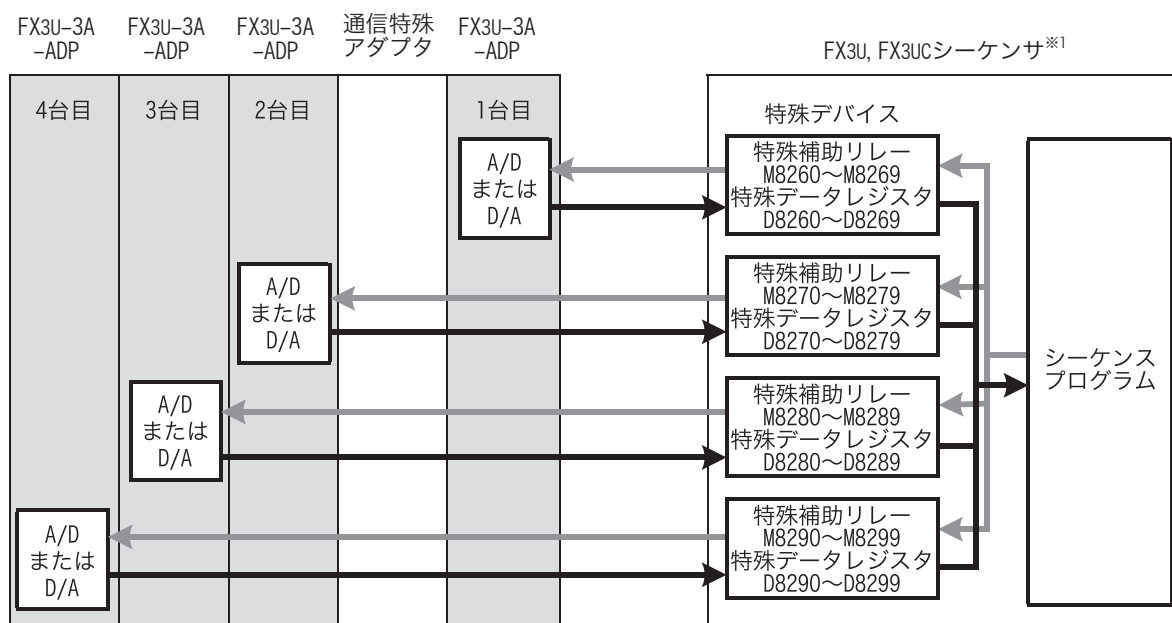 FX3U-3A
-ADP
FX3U-3A
-ADP
FX3U-3A
-ADP
通信特殊
アダプタ
FX3U-3A
-ADP
FX3U, FX3UCシーケンサ※1
4台目
3台目
2台目
1台目
特殊デバイス
A/D
または
D/A
特殊補助リレー
M8260~M8269
特殊データレジスタ
D8260~D8269
A/D
または
D/A
特殊補助リレー
M8270~M8279
特殊データレジスタ
D8270~D8279
A/D
または
D/A
特殊補助リレー
M8280~M8289
特殊データレジスタ
D8280~D8289
A/D
または
D/A
特殊補助リレー
M8290~M8299
特殊データレジスタ
D8290~D8299
シーケンス
プログラム